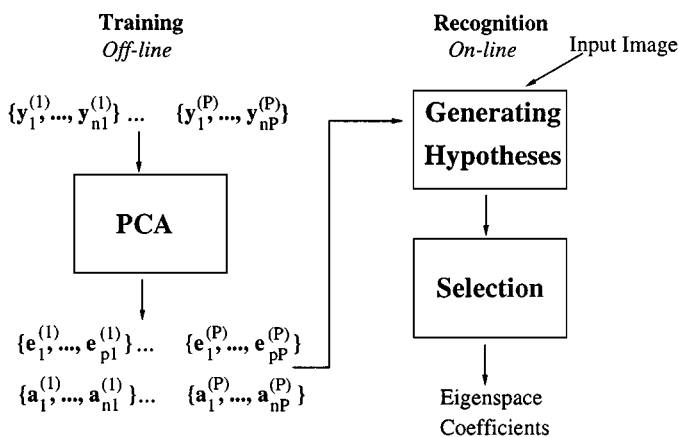 Training
Off-line
{y₁⁽¹⁾,..., yₙ₁⁽¹⁾} ... {y₁⁽ᴾ⁾,..., yₙP⁽ᴾ⁾}
PCA
{e₁⁽¹⁾,..., eₚ₁⁽¹⁾}... {e₁⁽ᴾ⁾,..., eₚP⁽ᴾ⁾}
{a₁⁽¹⁾,..., aₙ₁⁽¹⁾}... {a₁⁽ᴾ⁾,..., aₙP⁽ᴾ⁾}
Recognition
On-line
Input Image
Generating
Hypotheses
Selection
Eigenspace
Coefficients